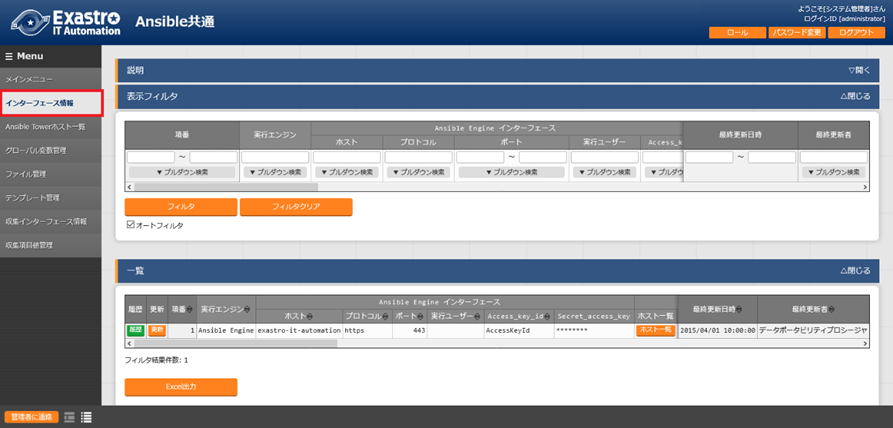 Exastro
IT Automation
Ansible共通
ようこそ[システム管理者]さん
ログインID [administrator]
ロール
パスワード変更
ログアウト
Menu
メインメニュー
インターフェース情報
Ansible Towerホスト一覧
グローバル変数管理
ファイル管理
テンプレート管理
収集インターフェース情報
収集項目値管理
説明
▽開く
表示フィルタ
△閉じる
項番
実行エンジン
Ansible Engine インターフェース
ホスト
プロトコル
ポート
実行ユーザー
Access_k
最終更新日時
最終更新者
～
～
～
▼ プルダウン検索
▼ プルダウン検索
▼ プルダウン検索
▼ プルダウン検索
▼ プルダウン検索
▼ プルダウン検索
▼ プルダ
▼ プルダウン検索
フィルタ
フィルタクリア
オートフィルタ
一覧
△閉じる
履歴
更新
項番
実行エンジン
Ansible Engine インターフェース
ホスト
プロトコル
ポート
実行ユーザー
Access_key_id
Secret_access_key
ホスト一覧
最終更新日時
最終更新者
履歴
更新
1
Ansible Engine
exastro-it-automation
https
443
AccessKeyId
********
ホスト一覧
2015/04/01 10:00:00
データポータビリティプロシージャ
フィルタ結果件数: 1
Excel出力
管理者に連絡